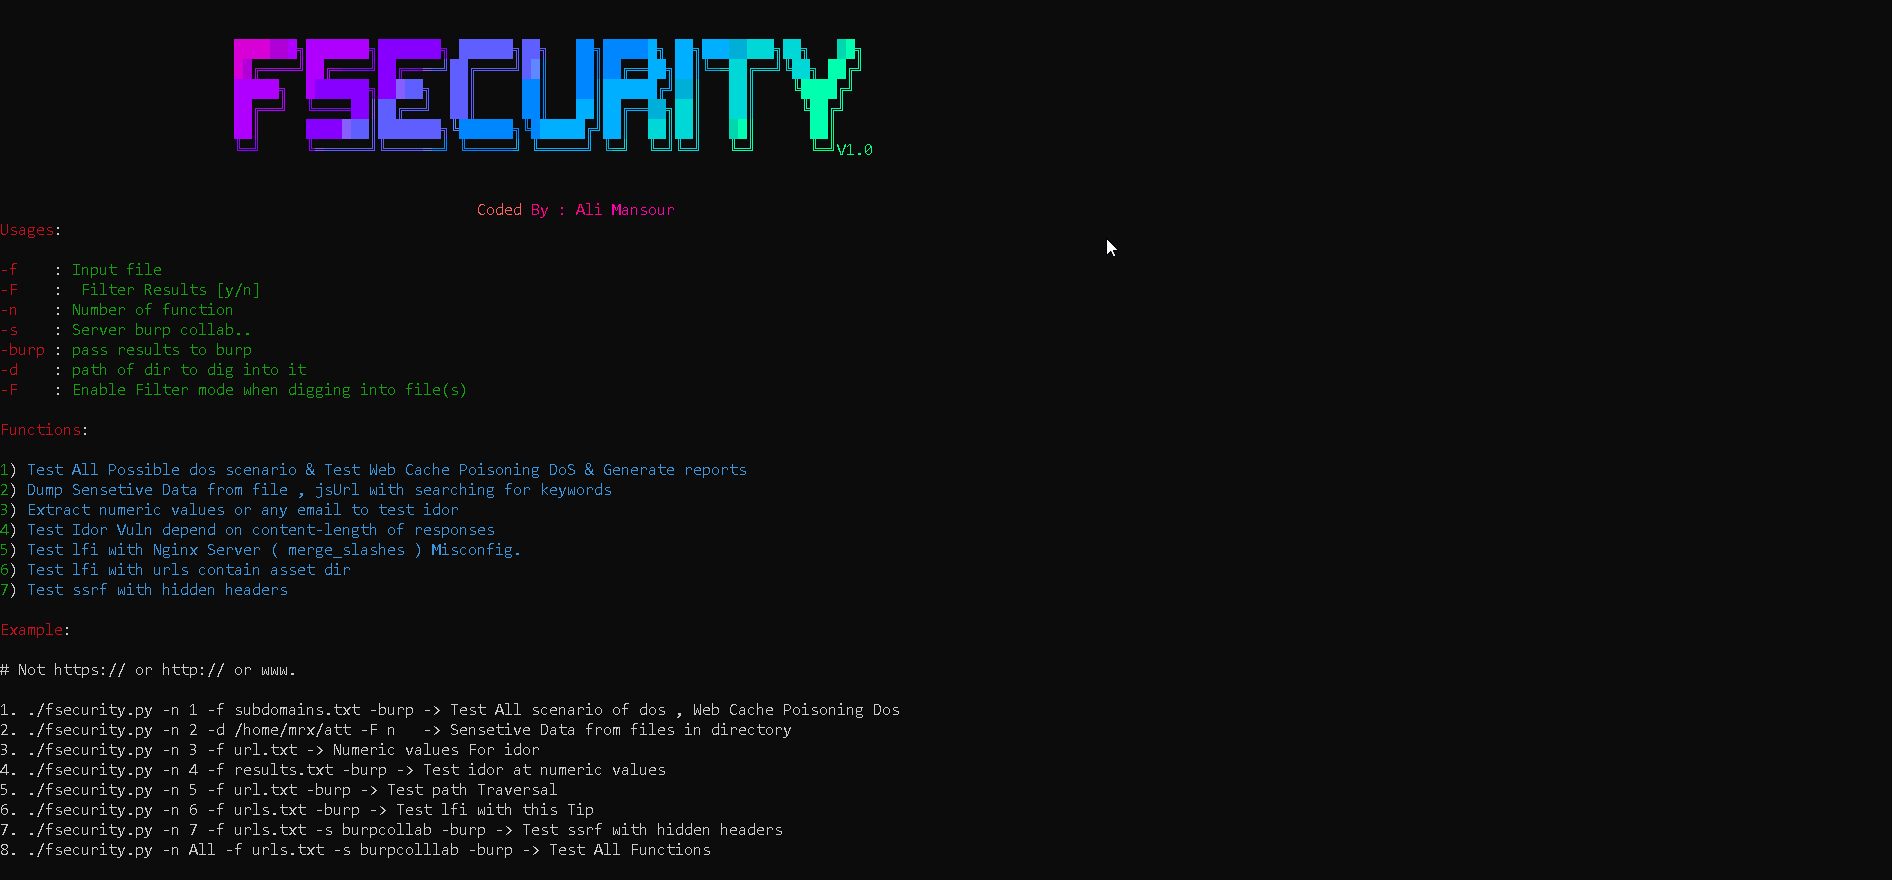 FSECURITY
V1.0
Coded By : Ali Mansour
Usages:
-f    : Input file
-F    :  Filter Results [y/n]
-n    : Number of function
-s    : Server burp collab..
-burp : pass results to burp
-d    : path of dir to dig into it
-F    : Enable Filter mode when digging into file(s)
Functions:
1) Test All Possible dos scenario & Test Web Cache Poisoning DoS & Generate reports
2) Dump Sensetive Data from file , jsUrl with searching for keywords
3) Extract numeric values or any email to test idor
4) Test Idor Vuln depend on content-length of responses
5) Test lfi with Nginx Server ( merge_slashes ) Misconfig.
6) Test lfi with urls contain asset dir
7) Test ssrf with hidden headers
Example:
# Not https:// or http:// or www.
1. ./fsecurity.py -n 1 -f subdomains.txt -burp -> Test All scenario of dos , Web Cache Poisoning Dos
2. ./fsecurity.py -n 2 -d /home/mrx/att -F n   -> Sensetive Data from files in directory
3. ./fsecurity.py -n 3 -f url.txt -> Numeric values For idor
4. ./fsecurity.py -n 4 -f results.txt -burp -> Test idor at numeric values
5. ./fsecurity.py -n 5 -f url.txt -burp -> Test path Traversal
6. ./fsecurity.py -n 6 -f urls.txt -burp -> Test lfi with this Tip
7. ./fsecurity.py -n 7 -f urls.txt -s burpcollab -burp -> Test ssrf with hidden headers
8. ./fsecurity.py -n All -f urls.txt -s burpcolllab -burp -> Test All Functions